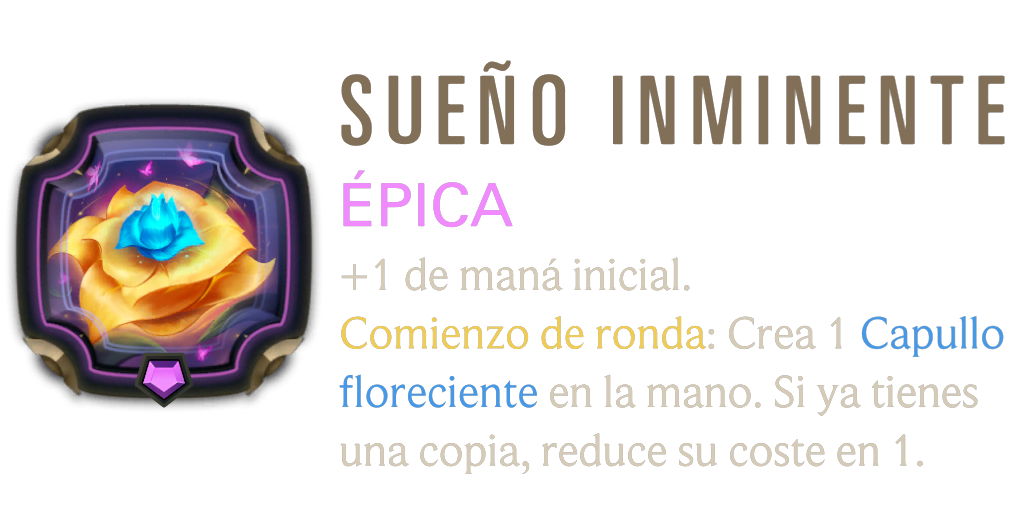 SUEÑO INMINENTE
ÉPICA
+1 de maná inicial.
Comienzo de ronda: Crea 1 Capullo
floreciente en la mano. Si ya tienes
una copia, reduce su coste en 1.